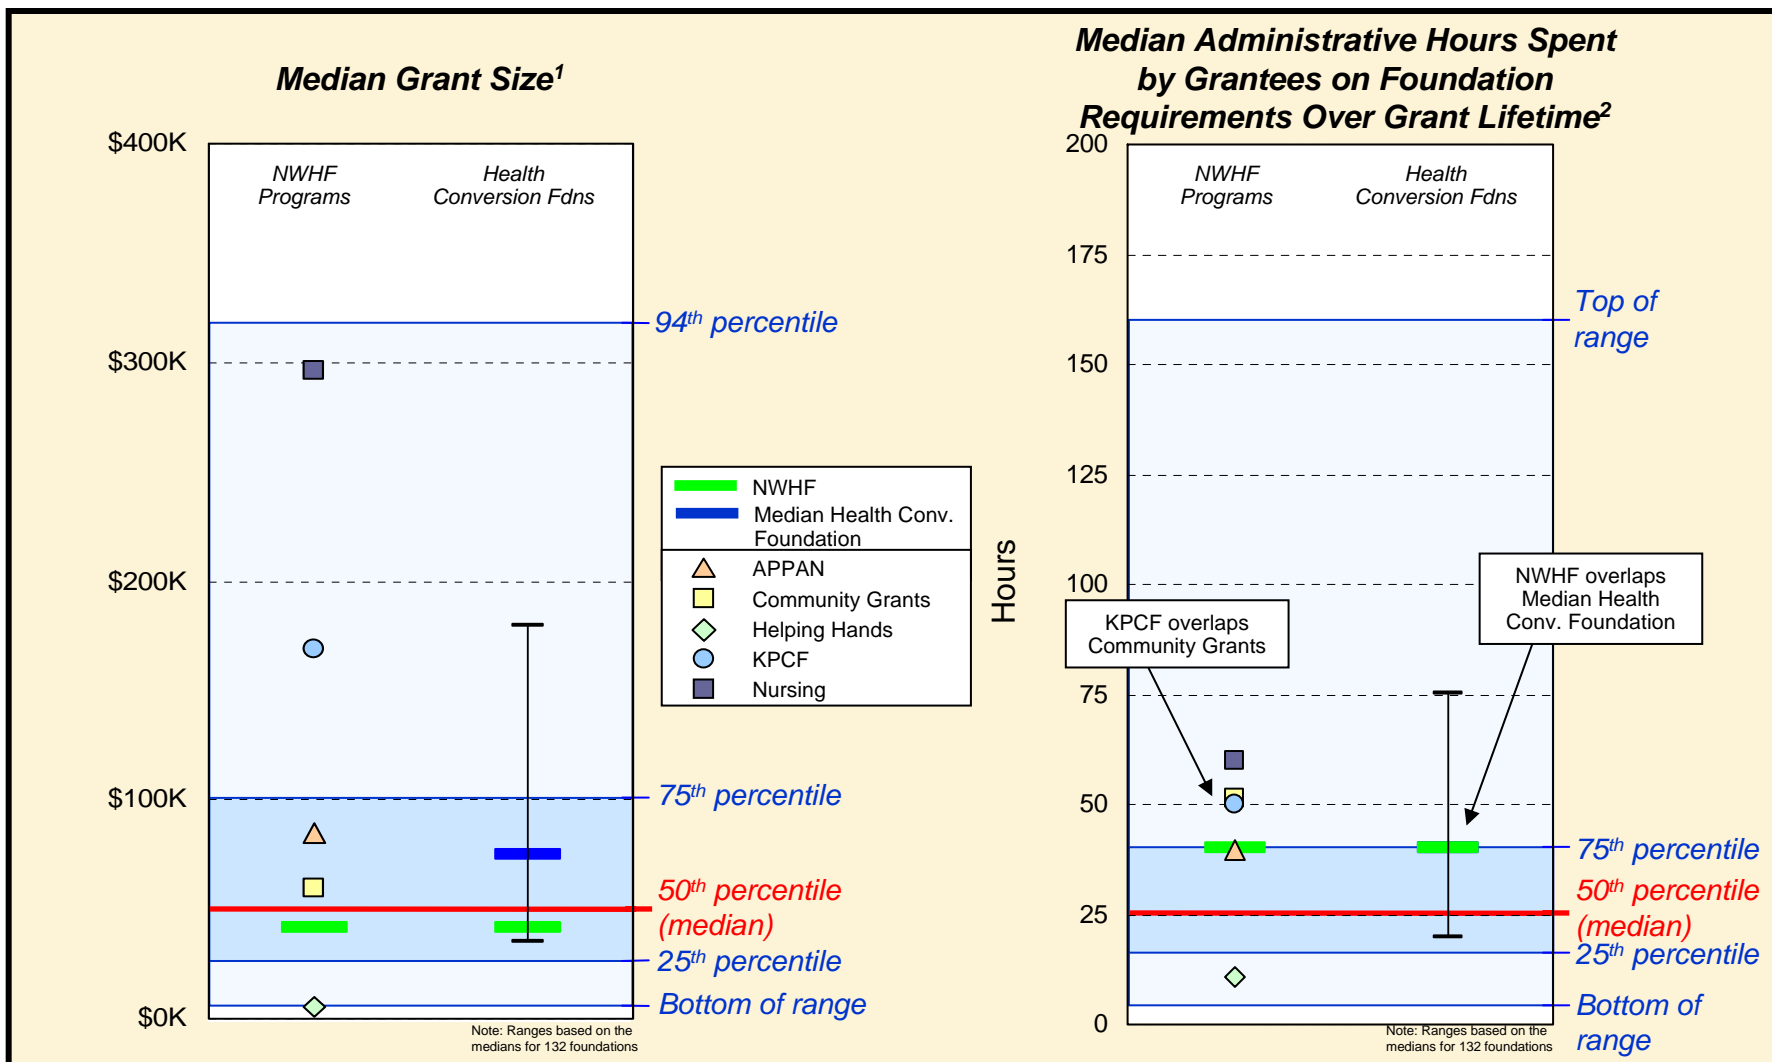 Median Grant Size1
$400K
$300K
$200K
$100K
$0K
NWHF
Programs
Health
Conversion Fdns
94th percentile
75th percentile
50th percentile
(median)
25th percentile
Bottom of range
Note: Ranges based on the
medians for 132 foundations
NWHF
Median Health Conv.
Foundation
APPAN
Community Grants
Helping Hands
KPCF
Nursing
Median Administrative Hours Spent
by Grantees on Foundation
Requirements Over Grant Lifetime2
Hours
200
175
150
125
100
75
50
25
0
NWHF
Programs
Health
Conversion Fdns
KPCF overlaps
Community Grants
NWHF overlaps
Median Health
Conv. Foundation
Top of
range
75th percentile
50th percentile
(median)
25th percentile
Bottom of
range
Note: Ranges based on the
medians for 132 foundations